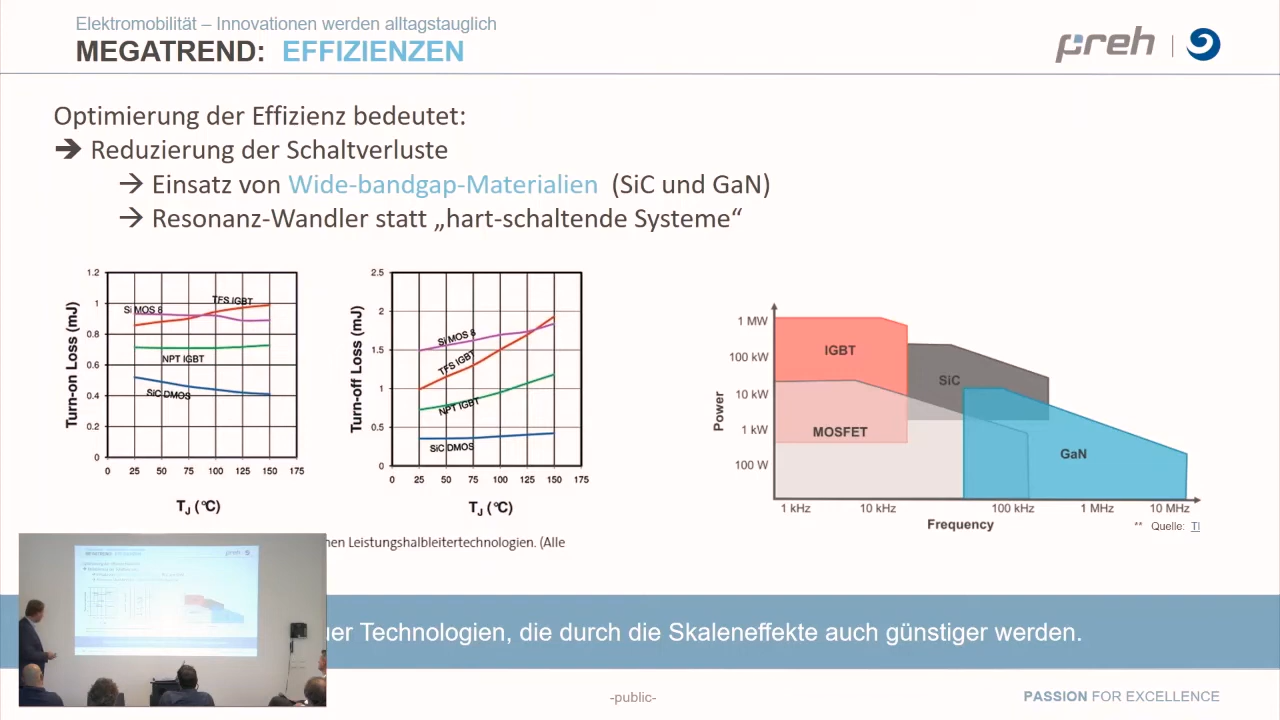 Elektromobilität – Innovationen werden alltagstauglich
MEGATREND: EFFIZIENZEN
preh
Optimierung der Effizienz bedeutet:
➔ Reduzierung der Schaltverluste
→ Einsatz von Wide-bandgap-Materialien (SiC und GaN)
→ Resonanz-Wandler statt „hart-schaltende Systeme“
Turn-on Loss (mJ)
1.2
1
0.8
0.6
0.4
0.2
0
Si MOS 8
TFS IGBT
NPT IGBT
SiC DMOS
0 25 50 75 100 125 150 175
TJ (°C)
Turn-off Loss (mJ)
2.5
2
1.5
1
0.5
0
Si MOS 8
TFS IGBT
NPT IGBT
SiC DMOS
0 25 50 75 100 125 150 175
TJ (°C)
Power
1 MW
100 kW
10 kW
1 kW
100 W
IGBT
SiC
MOSFET
GaN
1 kHz 10 kHz 100 kHz 1 MHz 10 MHz
Frequency
** Quelle: TI
nen Leistungshalbleitertechnologien. (Alle
uer Technologien, die durch die Skaleneffekte auch günstiger werden.
-public-
PASSION FOR EXCELLENCE